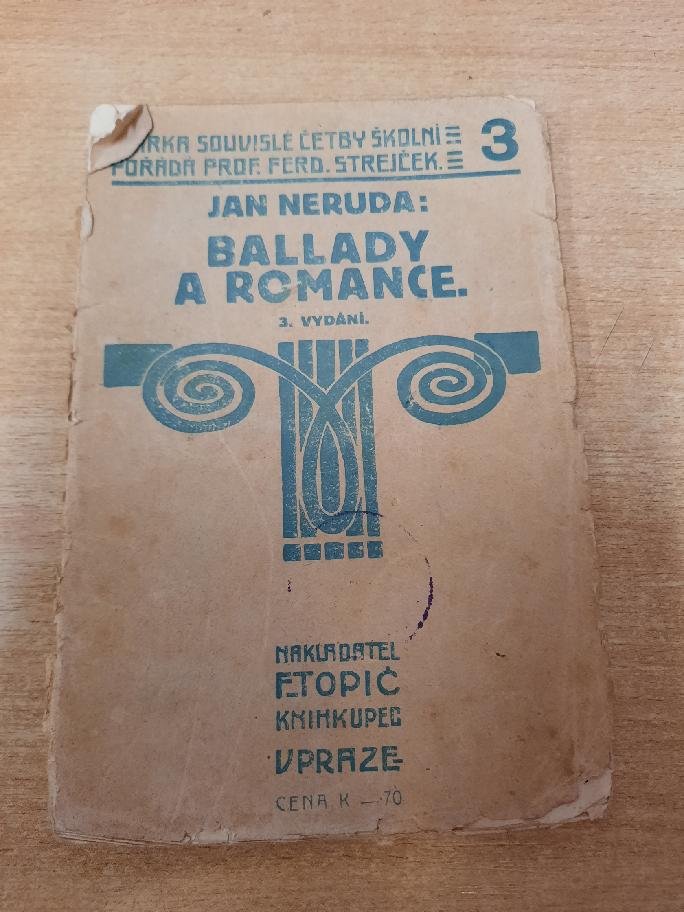 SOUVISLÉ ČETBY ŠKOLNÍ
POŘÁDÁ PROF. FERD. STREJČEK.
3
JAN NERUDA:
BALLADY
A ROMANCE.
3. VYDÁNÍ.
NAKLADATEL
F.TOPIČ
KNIHKUPEC
V PRAZE
CENA K —·70